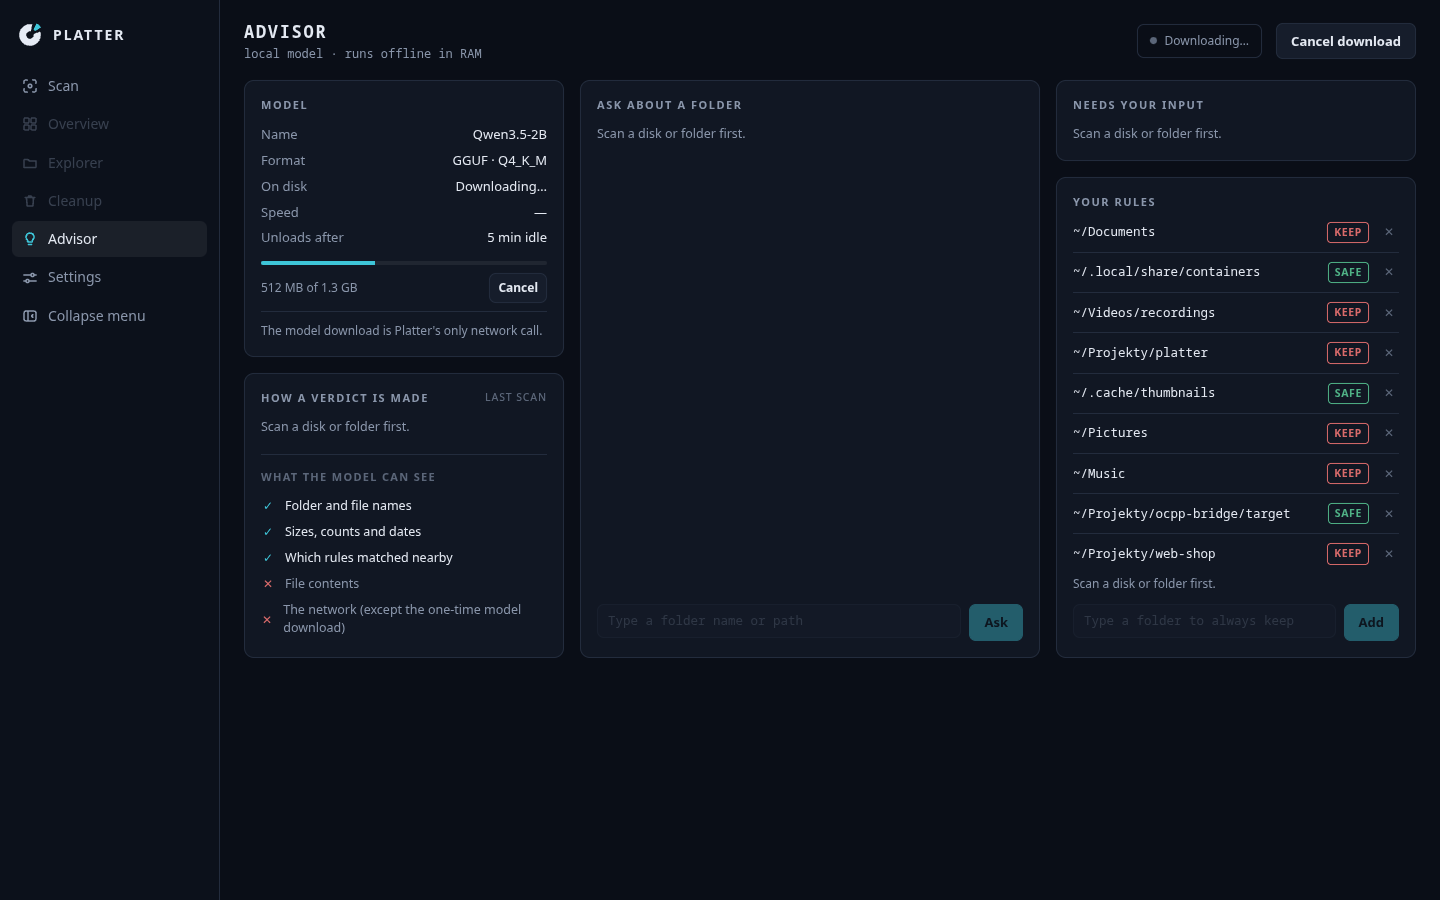 PLATTER
Scan
Overview
Explorer
Cleanup
Advisor
Settings
Collapse menu
ADVISOR
local model · runs offline in RAM
Downloading…
Cancel download
MODEL
Name Qwen3.5-2B
Format GGUF · Q4_K_M
On disk Downloading…
Speed —
Unloads after 5 min idle
512 MB of 1.3 GB Cancel
The model download is Platter's only network call.
HOW A VERDICT IS MADE LAST SCAN
Scan a disk or folder first.
WHAT THE MODEL CAN SEE
✓ Folder and file names
✓ Sizes, counts and dates
✓ Which rules matched nearby
✕ File contents
✕ The network (except the one-time model
download)
ASK ABOUT A FOLDER
Scan a disk or folder first.
Type a folder name or path Ask
NEEDS YOUR INPUT
Scan a disk or folder first.
YOUR RULES
~/Documents KEEP ×
~/.local/share/containers SAFE ×
~/Videos/recordings KEEP ×
~/Projekty/platter KEEP ×
~/.cache/thumbnails SAFE ×
~/Pictures KEEP ×
~/Music KEEP ×
~/Projekty/ocpp-bridge/target SAFE ×
~/Projekty/web-shop KEEP ×
Scan a disk or folder first.
Type a folder to always keep Add